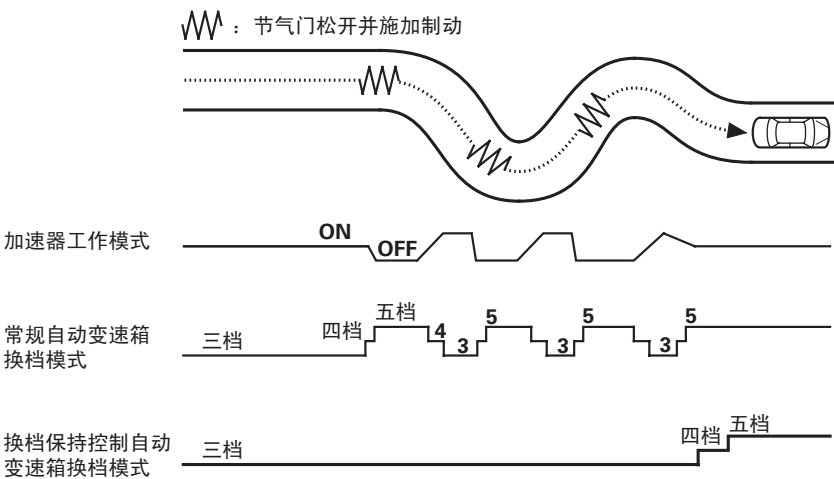 ：节气门松开并施加制动
加速器工作模式
ON
OFF
常规自动变速箱
换档模式
三档
四档
五档
4
3
5
3
5
3
5
换档保持控制自动
变速箱换档模式
三档
四档
五档